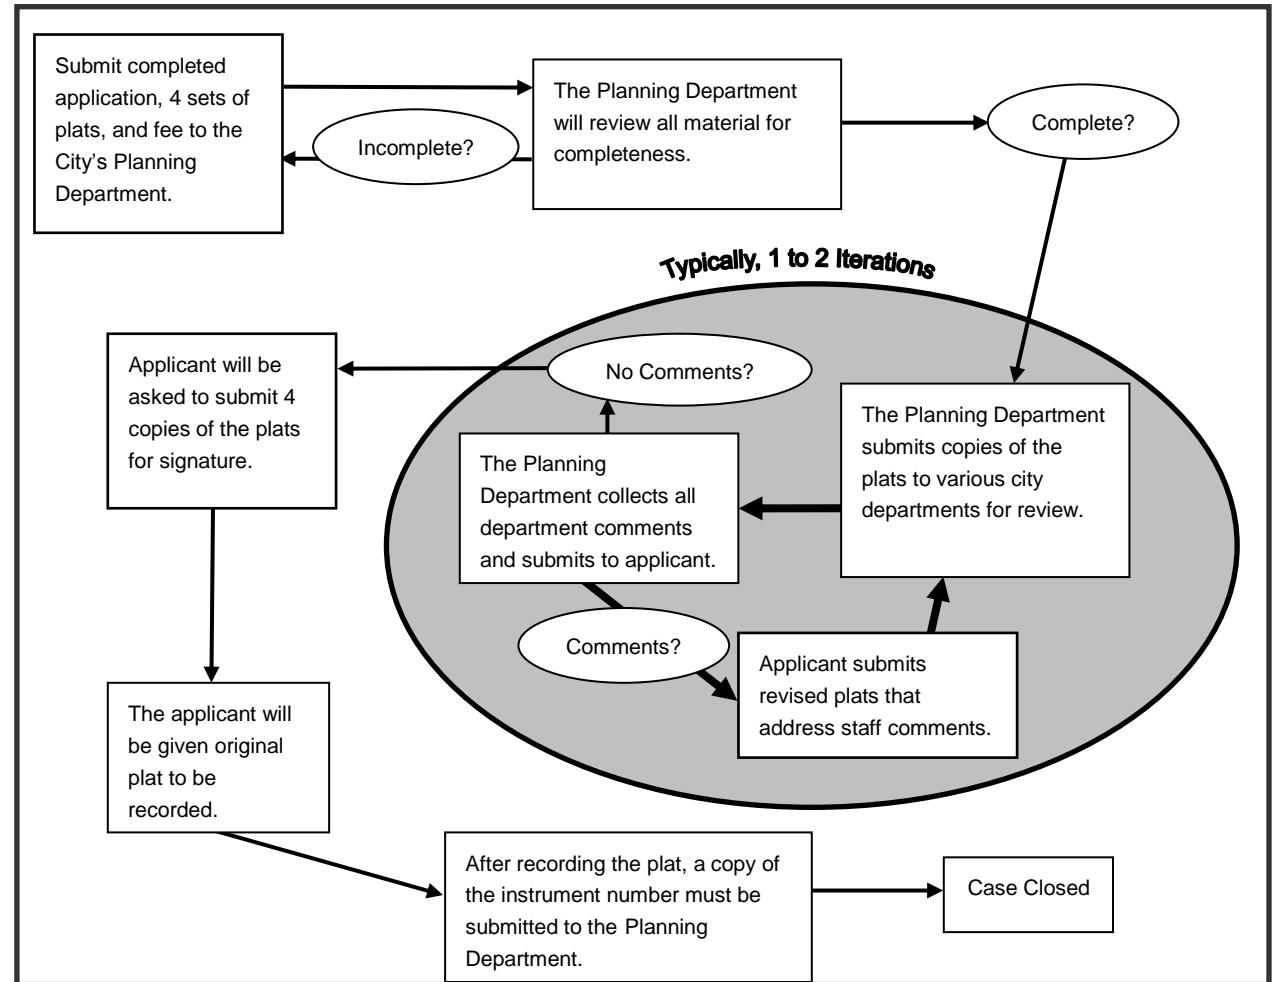 Submit completed
application, 4 sets of
plats, and fee to the
City’s Planning
Department.
Incomplete?
The Planning Department
will review all material for
completeness.
Complete?
Typically, 1 to 2 Iterations
The Planning Department
submits copies of the
plats to various city
departments for review.
The Planning
Department collects all
department comments
and submits to applicant.
Comments?
Applicant submits
revised plats that
address staff comments.
No Comments?
Applicant will be
asked to submit 4
copies of the plats
for signature.
The applicant will
be given original
plat to be
recorded.
After recording the plat, a copy of
the instrument number must be
submitted to the Planning
Department.
Case Closed